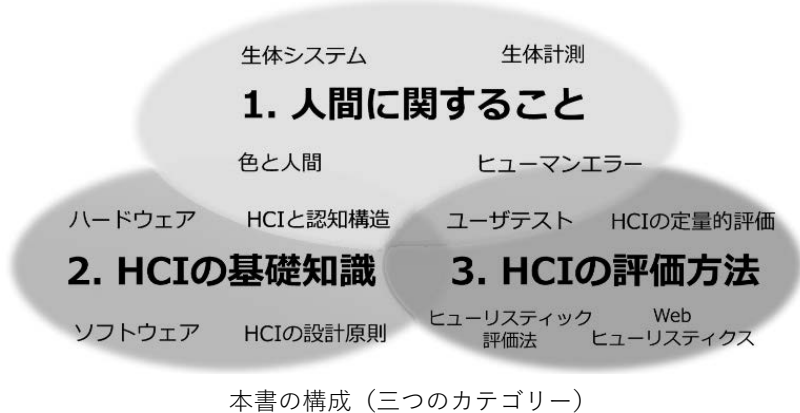 生体システム 生体計測
1. 人間に関すること
色と人間 ヒューマンエラー
ハードウェア HCIと認知構造 ユーザテスト HCIの定量的評価
2. HCIの基礎知識 3. HCIの評価方法
ソフトウェア HCIの設計原則
ヒューリスティック
評価法
Web
ヒューリスティクス
本書の構成（三つのカテゴリー）